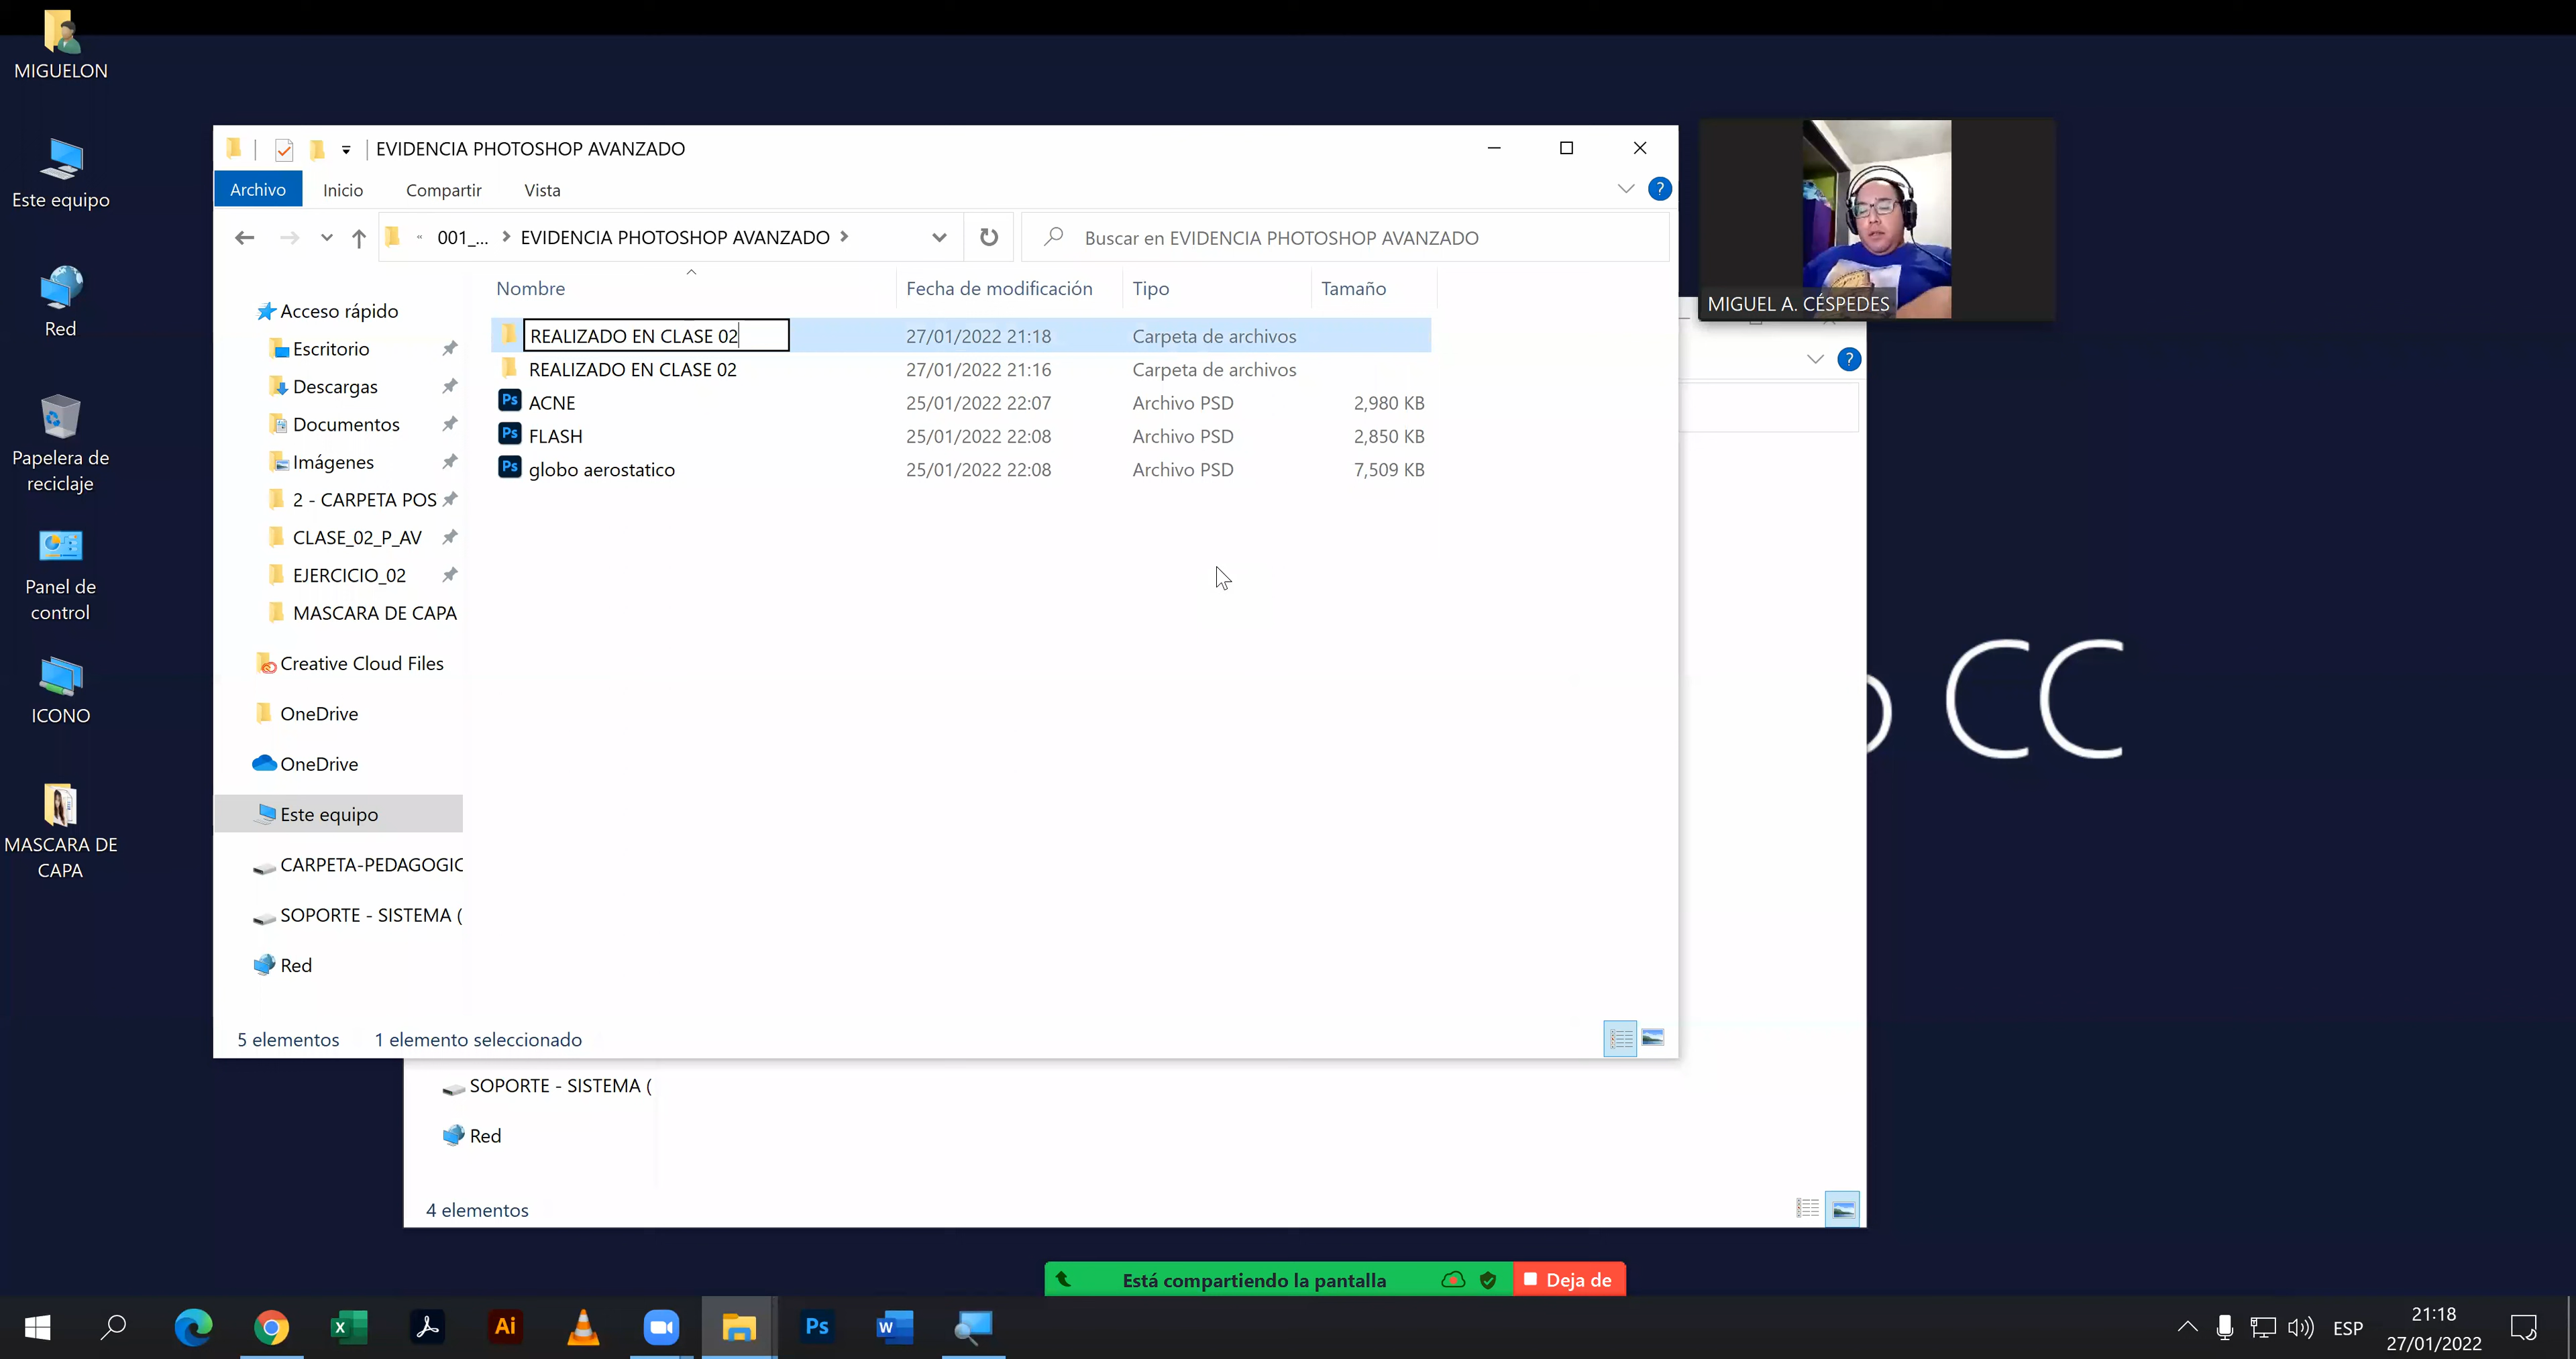 MIGUELON
Este equipo
Red
Papelera de
reciclaje
Panel de
control
ICONO
MASCARA DE
CAPA
EVIDENCIA PHOTOSHOP AVANZADO
Archivo Inicio Compartir Vista
« 001_... > EVIDENCIA PHOTOSHOP AVANZADO >
Buscar en EVIDENCIA PHOTOSHOP AVANZADO
Nombre Fecha de modificación Tipo Tamaño
REALIZADO EN CLASE 02 27/01/2022 21:18 Carpeta de archivos
REALIZADO EN CLASE 02 27/01/2022 21:16 Carpeta de archivos
ACNE 25/01/2022 22:07 Archivo PSD 2,980 KB
FLASH 25/01/2022 22:08 Archivo PSD 2,850 KB
globo aerostatico 25/01/2022 22:08 Archivo PSD 7,509 KB
Acceso rápido
Escritorio
Descargas
Documentos
Imágenes
2 - CARPETA POS
CLASE_02_P_AV
EJERCICIO_02
MASCARA DE CAPA
Creative Cloud Files
OneDrive
OneDrive
Este equipo
CARPETA-PEDAGOGIC
SOPORTE - SISTEMA (
Red
5 elementos 1 elemento seleccionado
MIGUEL A. CÉSPEDES
CC
SOPORTE - SISTEMA (
Red
4 elementos
Está compartiendo la pantalla Deja de
ESP
21:18
27/01/2022